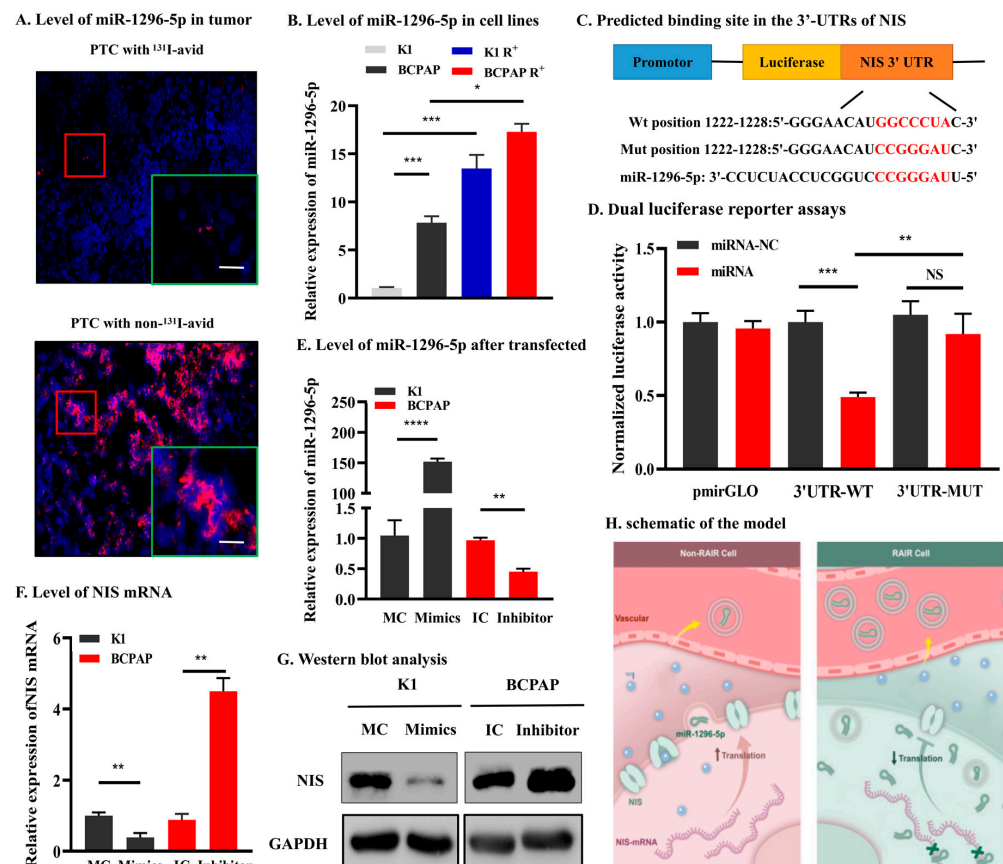 A. Level of miR-1296-5p in tumor
PTC with ¹³¹I-avid
PTC with non-¹³¹I-avid
B. Level of miR-1296-5p in cell lines
K1
K1 R⁺
BCPAP
BCPAP R⁺
Relative expression of miR-1296-5p
20
15
10
5
0
***
***
*
C. Predicted binding site in the 3'-UTRs of NIS
Promotor
Luciferase
NIS 3' UTR
Wt position 1222-1228:5'-GGGAACAUGGCCCUAC-3'
Mut position 1222-1228:5'-GGGAACAUCCGGGAUC-3'
miR-1296-5p: 3'-CCUCUACCUCGGUCCCGGGAUU-5'
D. Dual luciferase reporter assays
miRNA-NC
miRNA
Normalized luciferase activity
1.5
1.0
0.5
0.0
***
**
NS
pmirGLO
3'UTR-WT
3'UTR-MUT
E. Level of miR-1296-5p after transfected
K1
BCPAP
Relative expression of miR-1296-5p
250
200
150
100
1.5
1.0
0.5
0.0
****
**
MC Mimics IC Inhibitor
F. Level of NIS mRNA
K1
BCPAP
Relative expression ofNIS mRNA
6
4
2
0
**
**
MC Mimics IC Inhibitor
G. Western blot analysis
K1
BCPAP
MC Mimics IC Inhibitor
NIS
GAPDH
H. schematic of the model
Non-RAIR Cell
Vascular
miR-1296-5p
Translation
NIS
NIS-mRNA
RAIR Cell
Translation